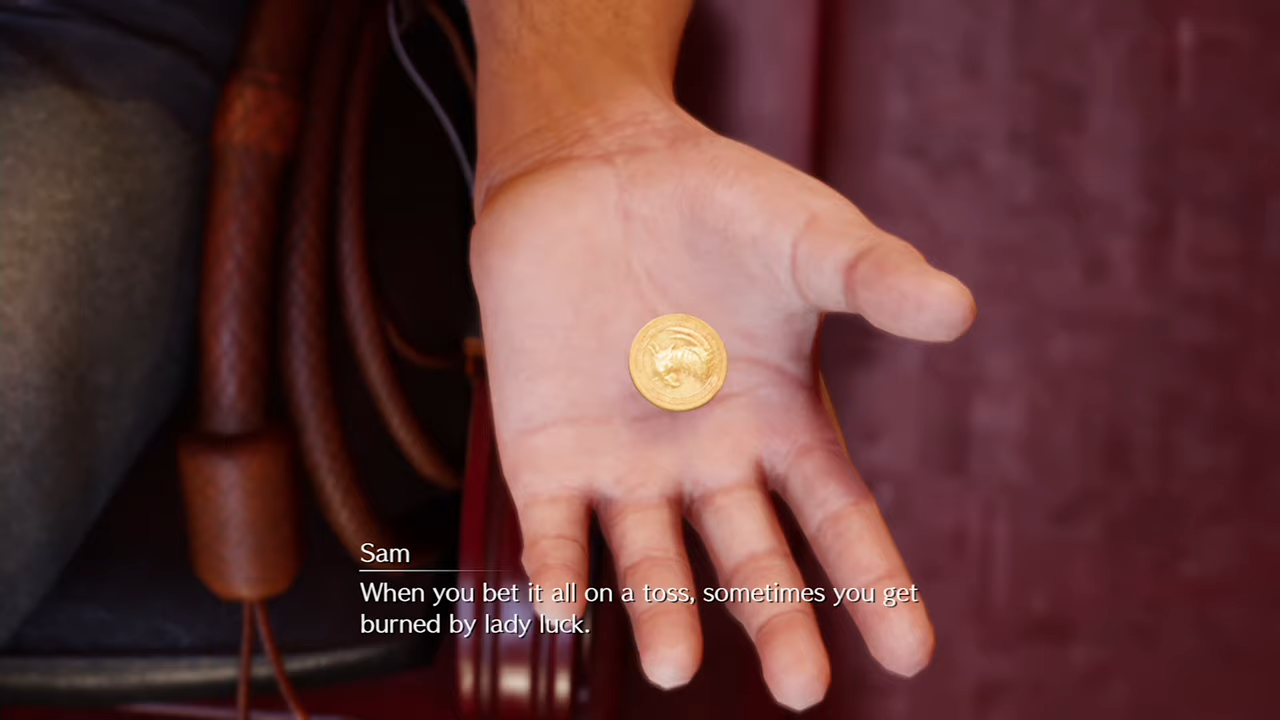 Sam
When you bet it all on a toss, sometimes you get
burned by lady luck.